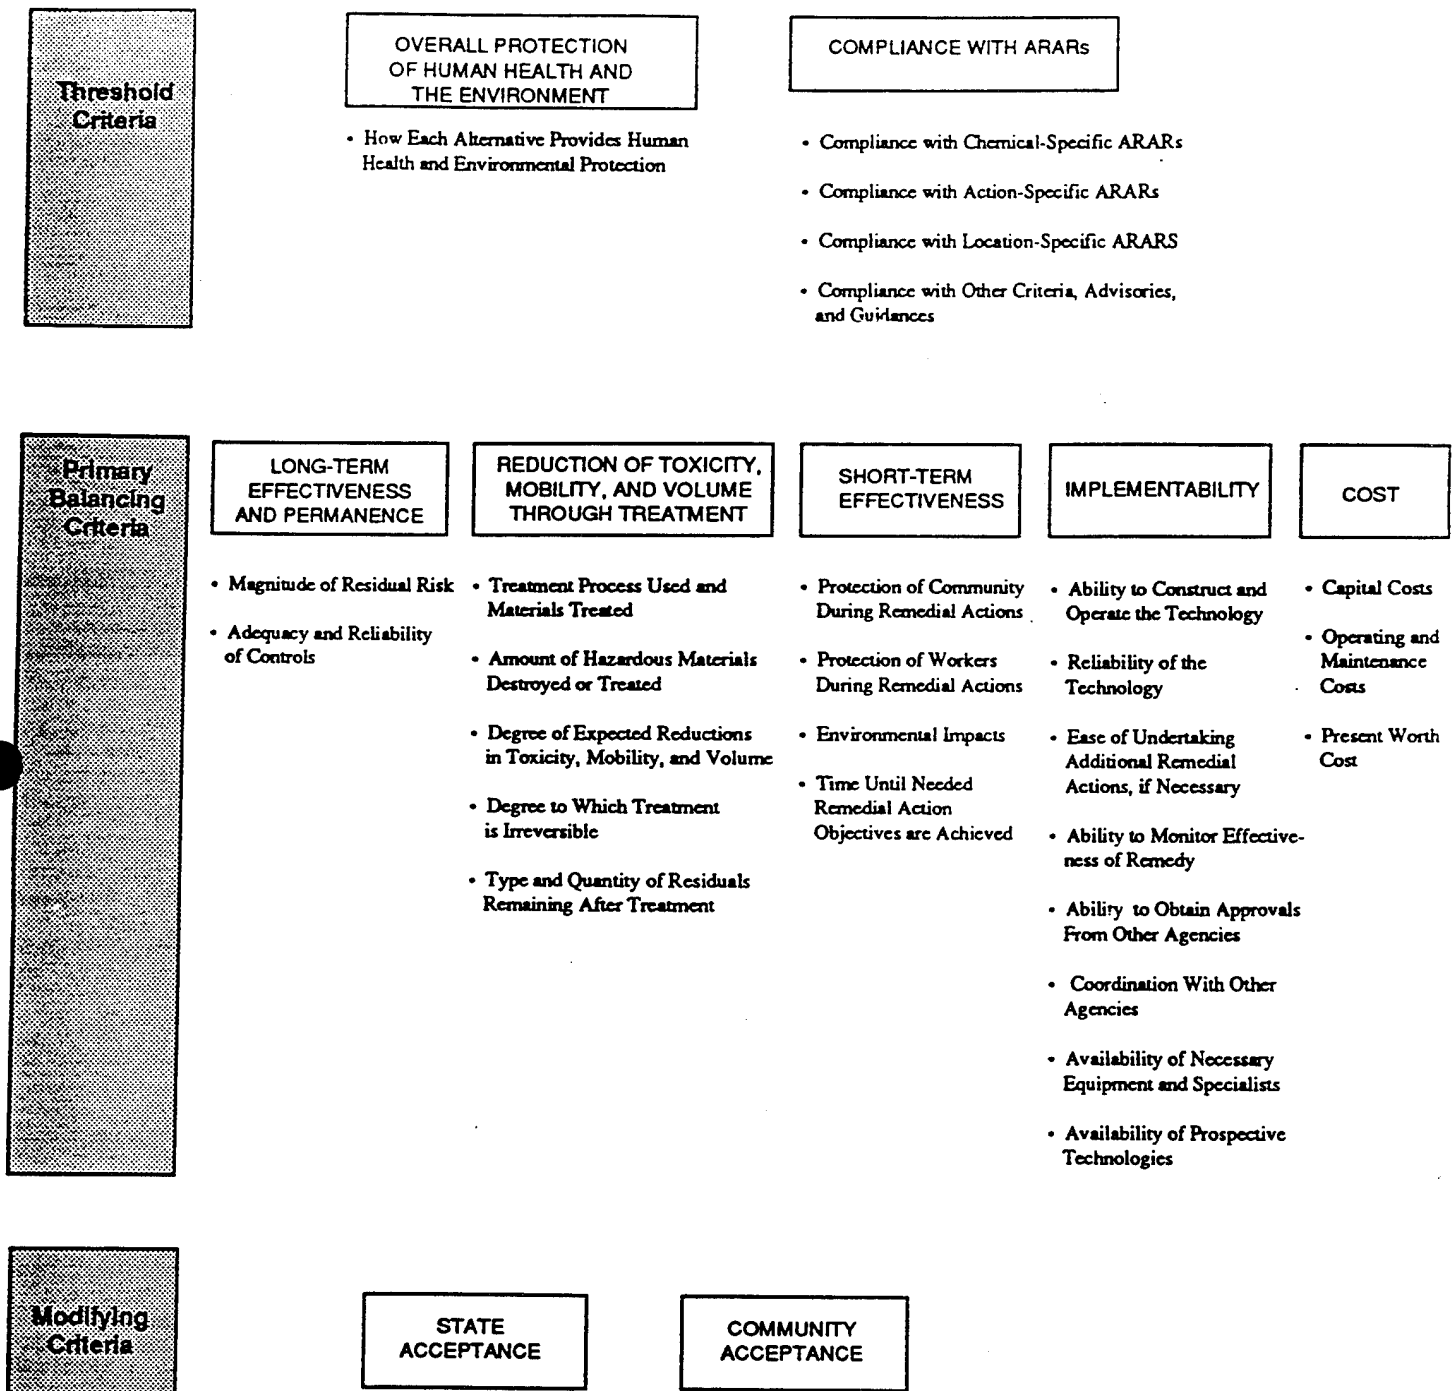 Threshold
Criteria
OVERALL PROTECTION
OF HUMAN HEALTH AND
THE ENVIRONMENT
• How Each Alternative Provides Human
Health and Environmental Protection
COMPLIANCE WITH ARARs
• Compliance with Chemical-Specific ARARs
• Compliance with Action-Specific ARARs
• Compliance with Location-Specific ARARS
• Compliance with Other Criteria, Advisories,
and Guidances
Primary
Balancing
Criteria
LONG-TERM
EFFECTIVENESS
AND PERMANENCE
• Magnitude of Residual Risk
• Adequacy and Reliability
of Controls
REDUCTION OF TOXICITY,
MOBILITY, AND VOLUME
THROUGH TREATMENT
• Treatment Process Used and
Materials Treated
• Amount of Hazardous Materials
Destroyed or Treated
• Degree of Expected Reductions
in Toxicity, Mobility, and Volume
• Degree to Which Treatment
is Irreversible
• Type and Quantity of Residuals
Remaining After Treatment
SHORT-TERM
EFFECTIVENESS
• Protection of Community
During Remedial Actions
• Protection of Workers
During Remedial Actions
• Environmental Impacts
• Time Until Needed
Remedial Action
Objectives are Achieved
IMPLEMENTABILITY
• Ability to Construct and
Operate the Technology
• Reliability of the
Technology
• Ease of Undertaking
Additional Remedial
Actions, if Necessary
• Ability to Monitor Effective-
ness of Remedy
• Ability to Obtain Approvals
From Other Agencies
• Coordination With Other
Agencies
• Availability of Necessary
Equipment and Specialists
• Availability of Prospective
Technologies
COST
• Capital Costs
• Operating and
Maintenance
Costs
• Present Worth
Cost
Modifying
Criteria
STATE
ACCEPTANCE
COMMUNITY
ACCEPTANCE